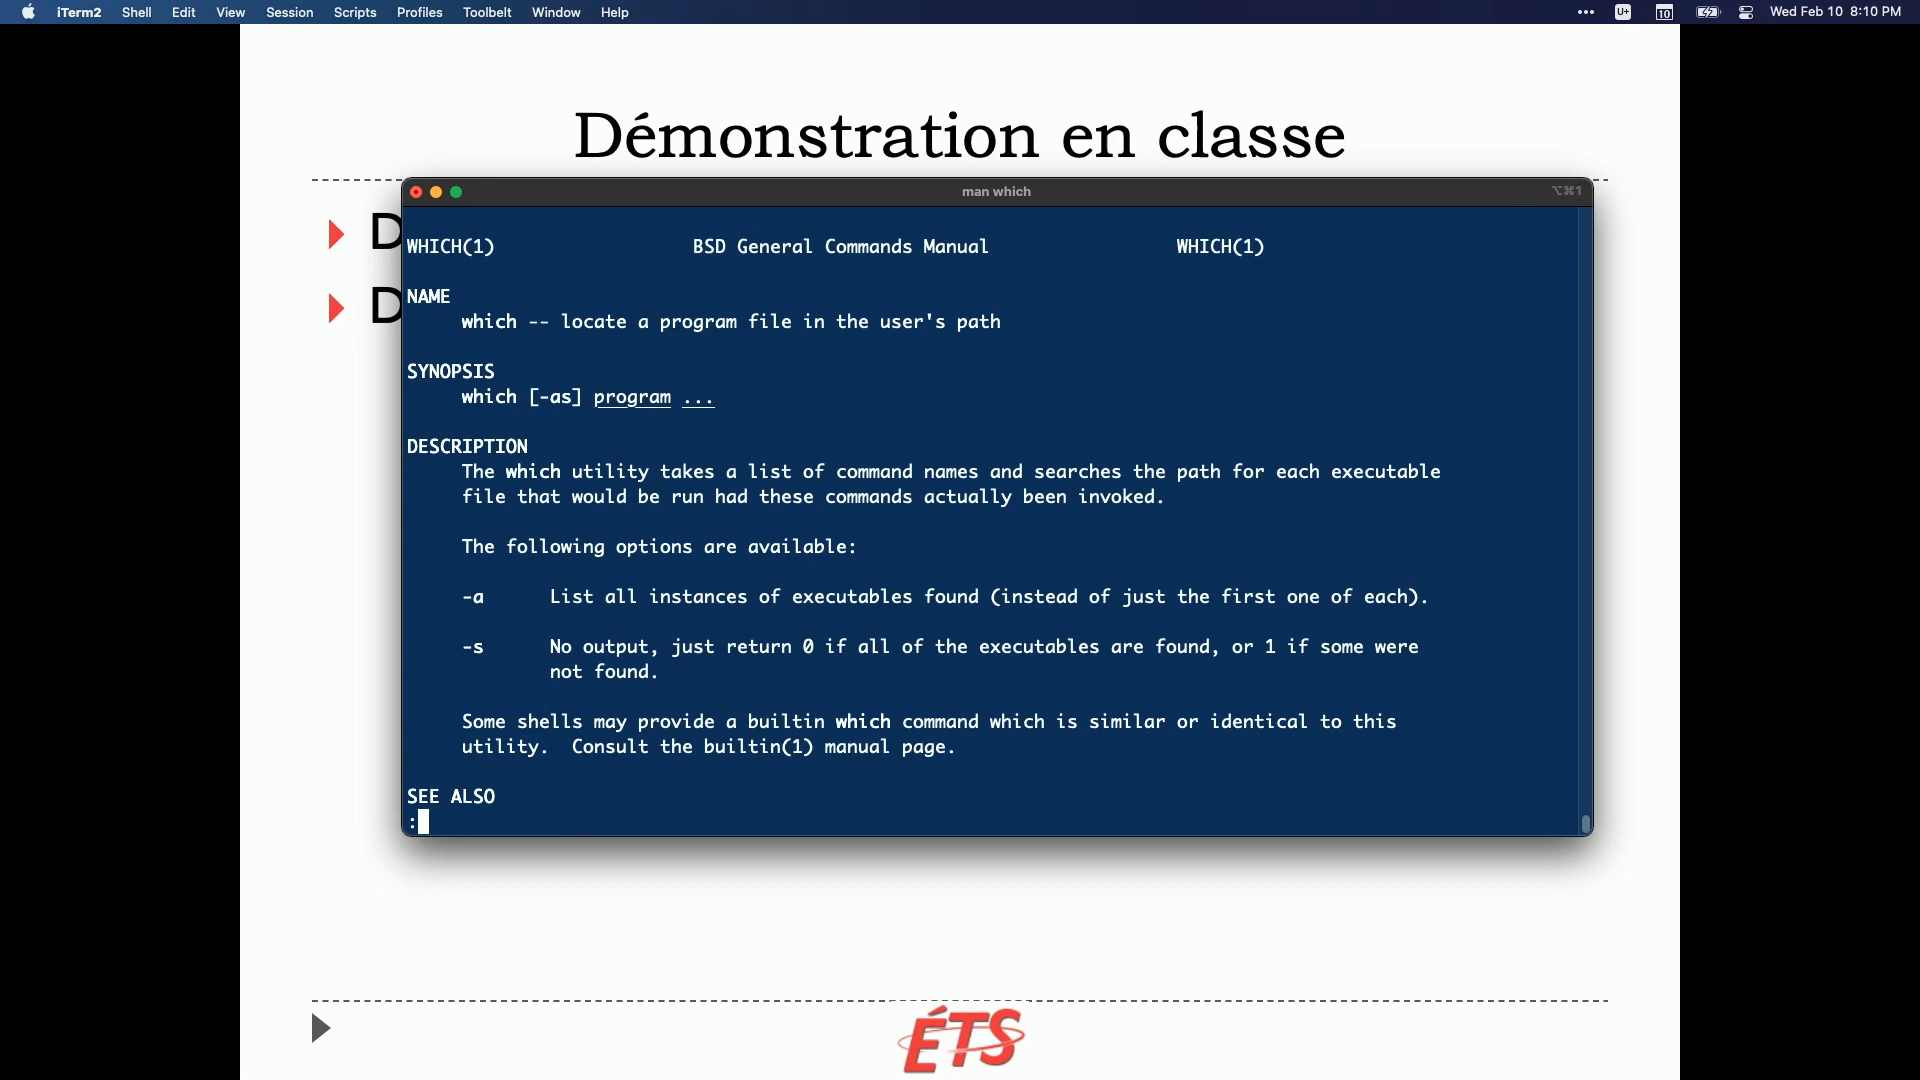 iTerm2 Shell Edit View Session Scripts Profiles Toolbelt Window Help ••• U+ 10 Wed Feb 10 8:10 PM
Démonstration en classe
man which ⌥⌘1
D
D
WHICH(1) BSD General Commands Manual WHICH(1)
NAME
which -- locate a program file in the user's path
SYNOPSIS
which [-as] program ...
DESCRIPTION
The which utility takes a list of command names and searches the path for each executable
file that would be run had these commands actually been invoked.
The following options are available:
-a List all instances of executables found (instead of just the first one of each).
-s No output, just return 0 if all of the executables are found, or 1 if some were
not found.
Some shells may provide a builtin which command which is similar or identical to this
utility. Consult the builtin(1) manual page.
SEE ALSO
:
ÉTS